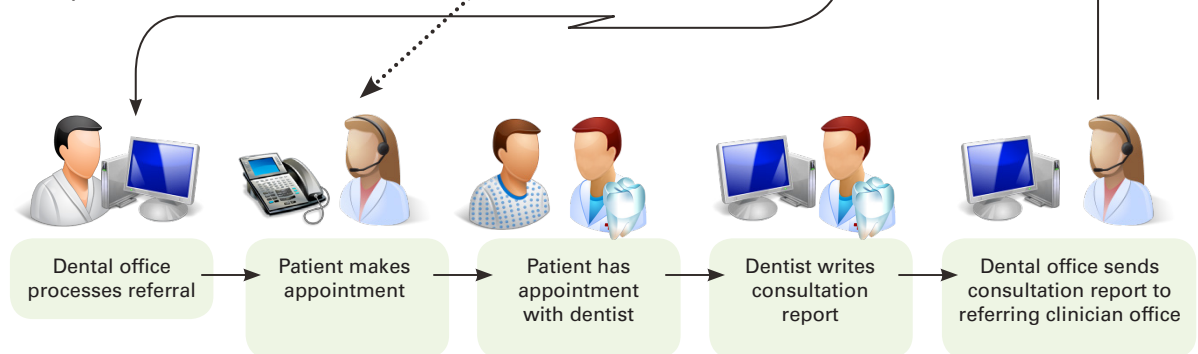 Dental office
processes referral
Patient makes
appointment
Patient has
appointment
with dentist
Dentist writes
consultation
report
Dental office sends
consultation report to
referring clinician office